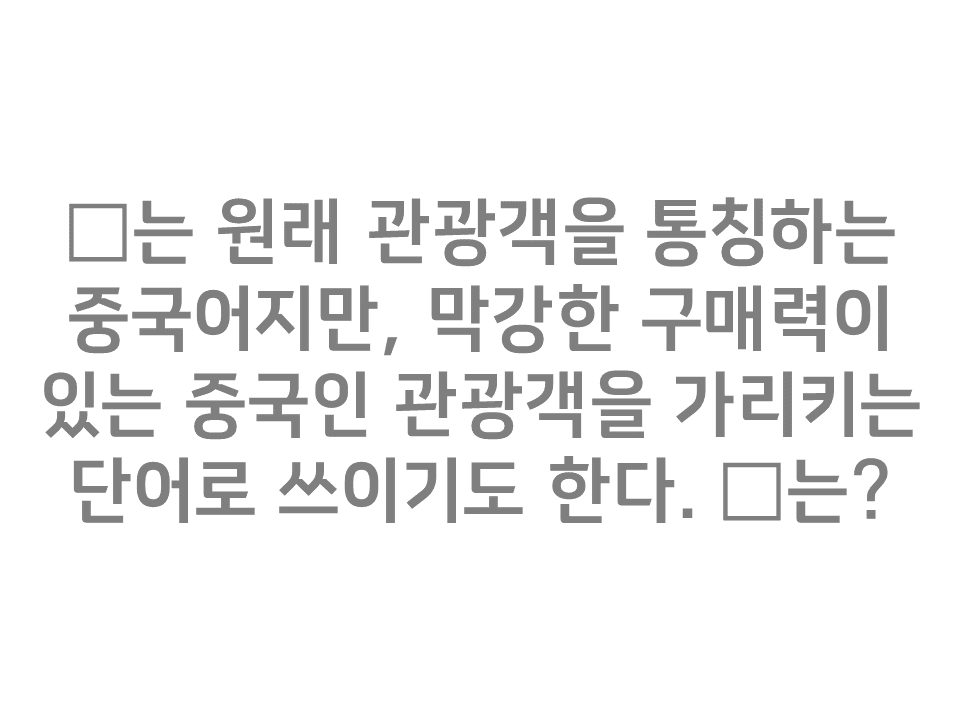 □는 원래 관광객을 통칭하는
중국어지만, 막강한 구매력이
있는 중국인 관광객을 가리키는
단어로 쓰이기도 한다. □는?